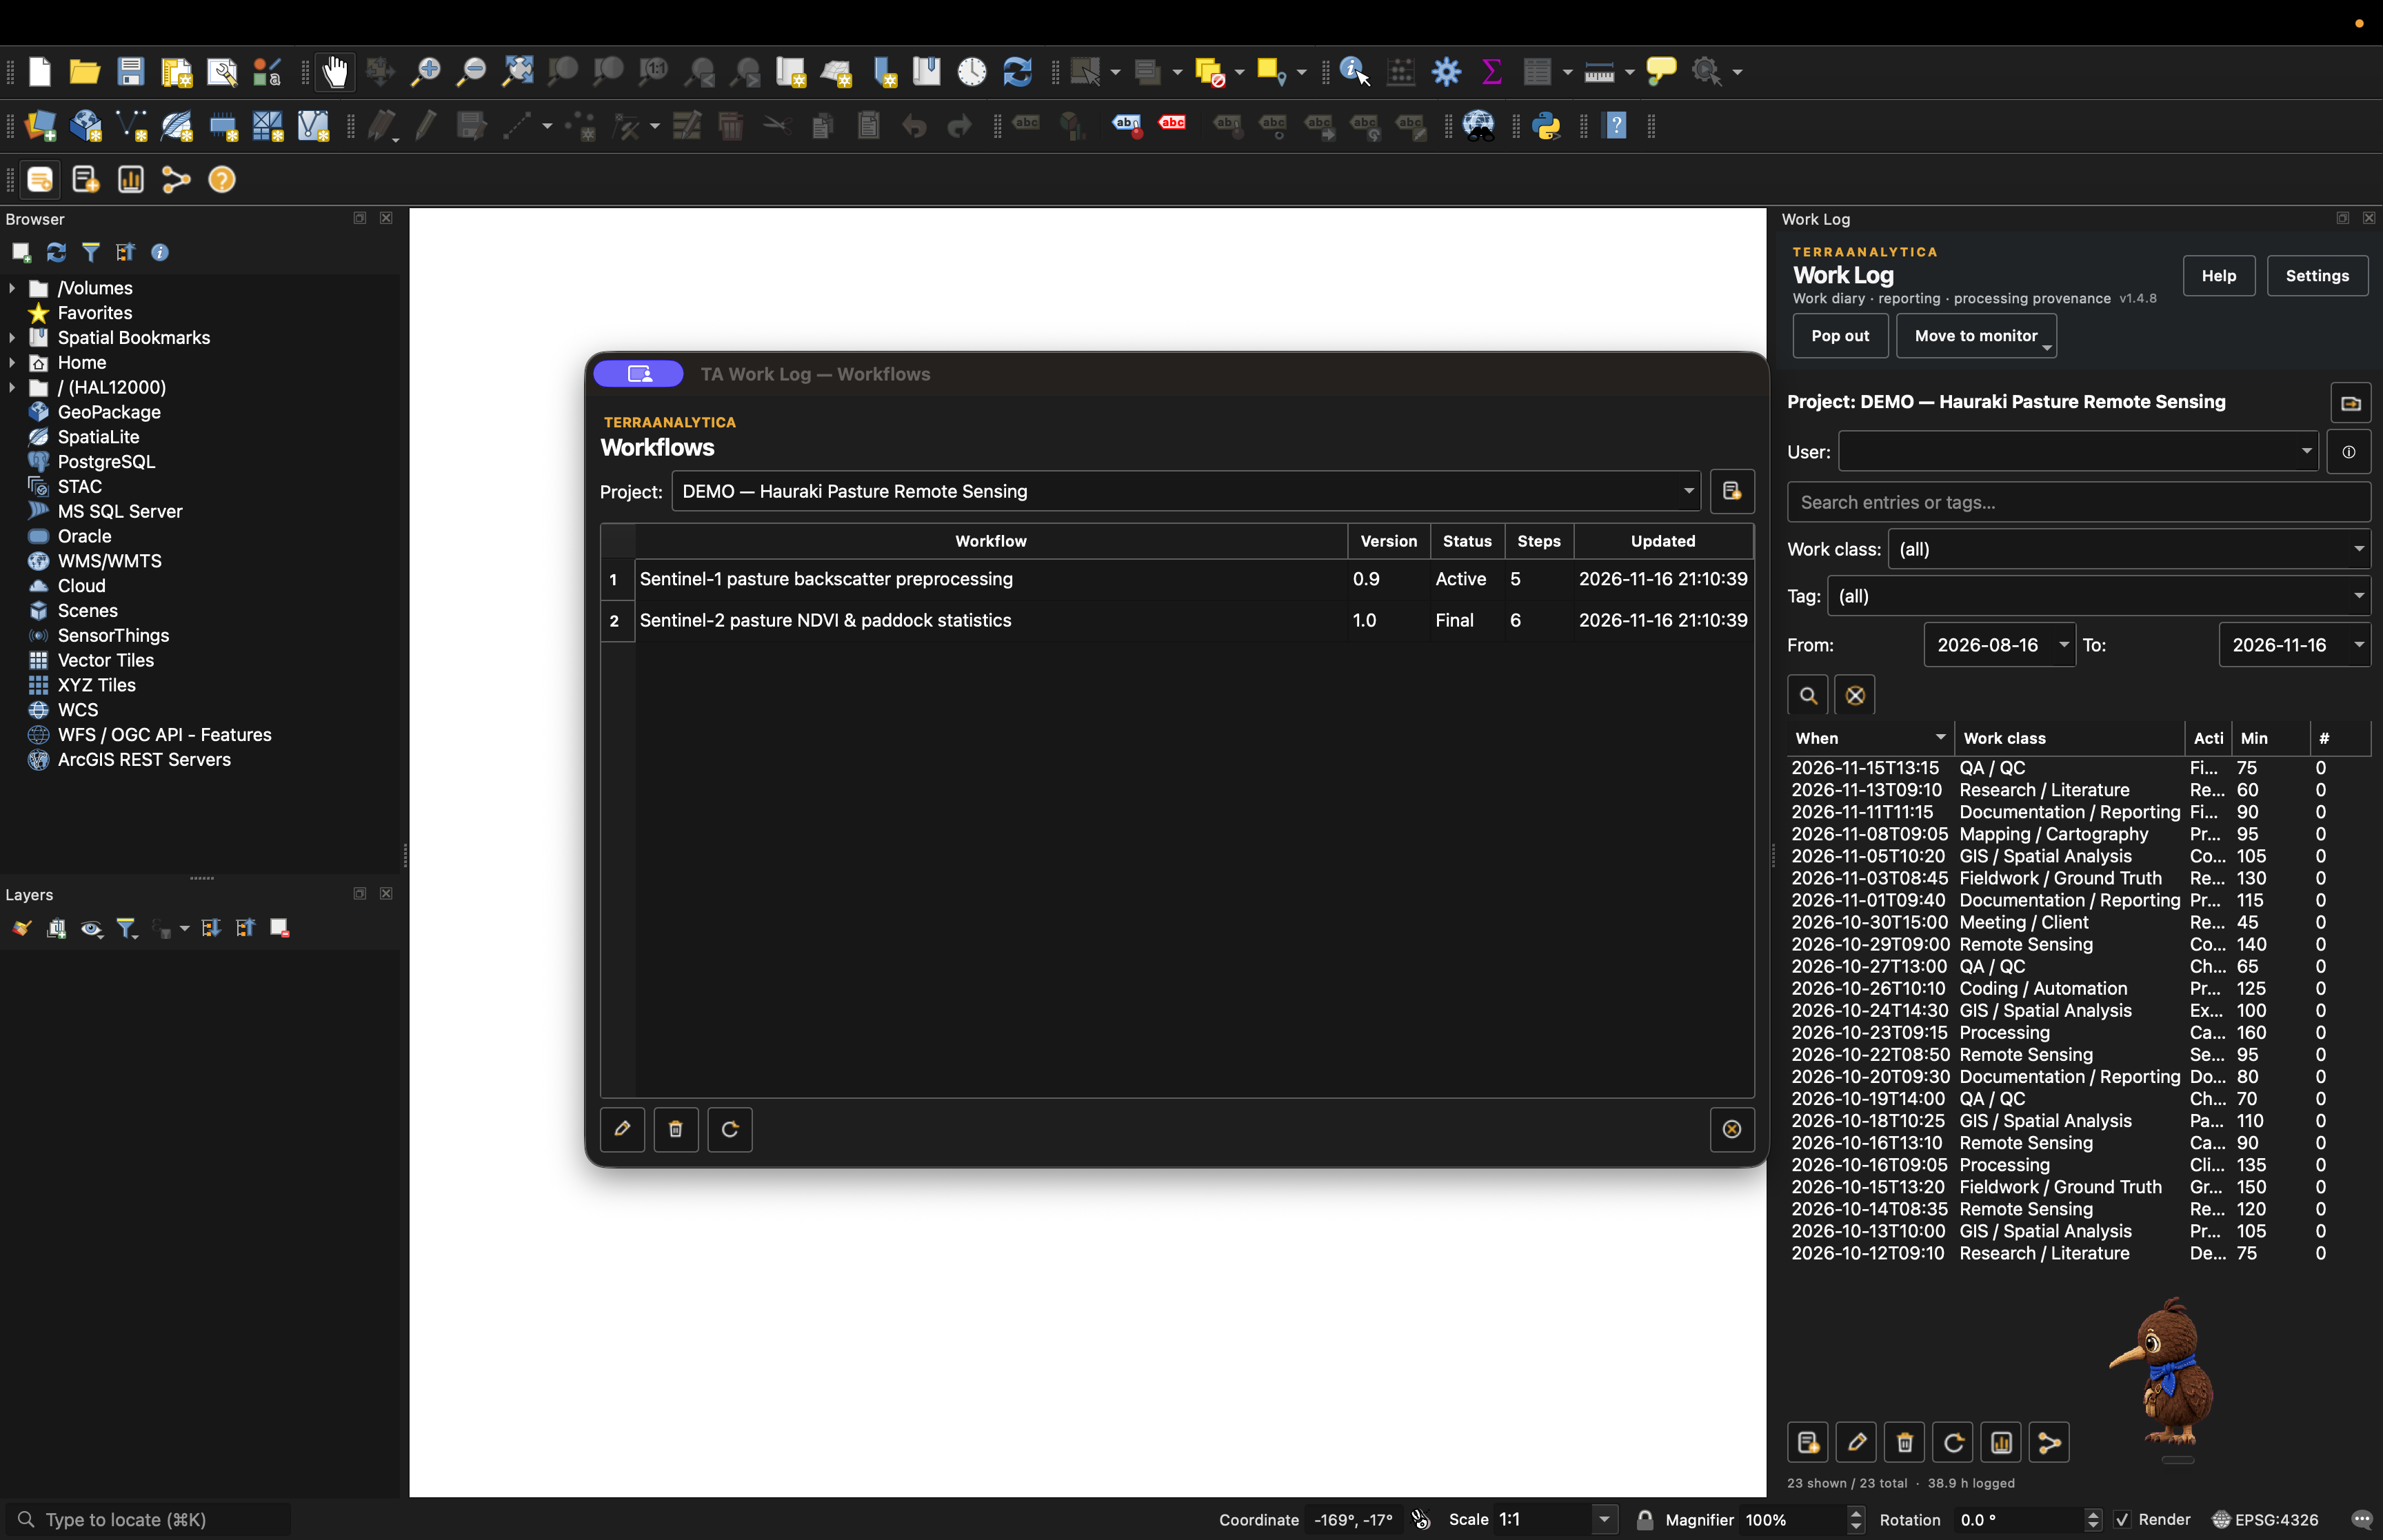 Browser
/Volumes
Favorites
Spatial Bookmarks
Home
/ (HAL12000)
GeoPackage
SpatiaLite
PostgreSQL
STAC
MS SQL Server
Oracle
WMS/WMTS
Cloud
Scenes
SensorThings
Vector Tiles
XYZ Tiles
WCS
WFS / OGC API - Features
ArcGIS REST Servers
Layers
TA Work Log — Workflows
TERRAANALYTICA
Workflows
Project: DEMO — Hauraki Pasture Remote Sensing
Workflow Version Status Steps Updated
1 Sentinel-1 pasture backscatter preprocessing 0.9 Active 5 2026-11-16 21:10:39
2 Sentinel-2 pasture NDVI & paddock statistics 1.0 Final 6 2026-11-16 21:10:39
Work Log
TERRAANALYTICA
Work Log
Work diary · reporting · processing provenance v1.4.8
Help Settings
Pop out Move to monitor
Project: DEMO — Hauraki Pasture Remote Sensing
User:
Search entries or tags...
Work class: (all)
Tag: (all)
From: 2026-08-16 To: 2026-11-16
When Work class Acti Min #
2026-11-15T13:15 QA / QC Fi... 75 0
2026-11-13T09:10 Research / Literature Re... 60 0
2026-11-11T11:15 Documentation / Reporting Fi... 90 0
2026-11-08T09:05 Mapping / Cartography Pr... 95 0
2026-11-05T10:20 GIS / Spatial Analysis Co... 105 0
2026-11-03T08:45 Fieldwork / Ground Truth Re... 130 0
2026-11-01T09:40 Documentation / Reporting Pr... 115 0
2026-10-30T15:00 Meeting / Client Re... 45 0
2026-10-29T09:00 Remote Sensing Co... 140 0
2026-10-27T13:00 QA / QC Ch... 65 0
2026-10-26T10:10 Coding / Automation Pr... 125 0
2026-10-24T14:30 GIS / Spatial Analysis Ex... 100 0
2026-10-23T09:15 Processing Ca... 160 0
2026-10-22T08:50 Remote Sensing Se... 95 0
2026-10-20T09:30 Documentation / Reporting Do... 80 0
2026-10-19T14:00 QA / QC Ch... 70 0
2026-10-18T10:25 GIS / Spatial Analysis Pa... 110 0
2026-10-16T13:10 Remote Sensing Ca... 90 0
2026-10-16T09:05 Processing Cli... 135 0
2026-10-15T13:20 Fieldwork / Ground Truth Gr... 150 0
2026-10-14T08:35 Remote Sensing Re... 120 0
2026-10-13T10:00 GIS / Spatial Analysis Pr... 105 0
2026-10-12T09:10 Research / Literature De... 75 0
23 shown / 23 total · 38.9 h logged
Type to locate (⌘K)
Coordinate -169°, -17° Scale 1:1 Magnifier 100% Rotation 0.0 ° Render EPSG:4326